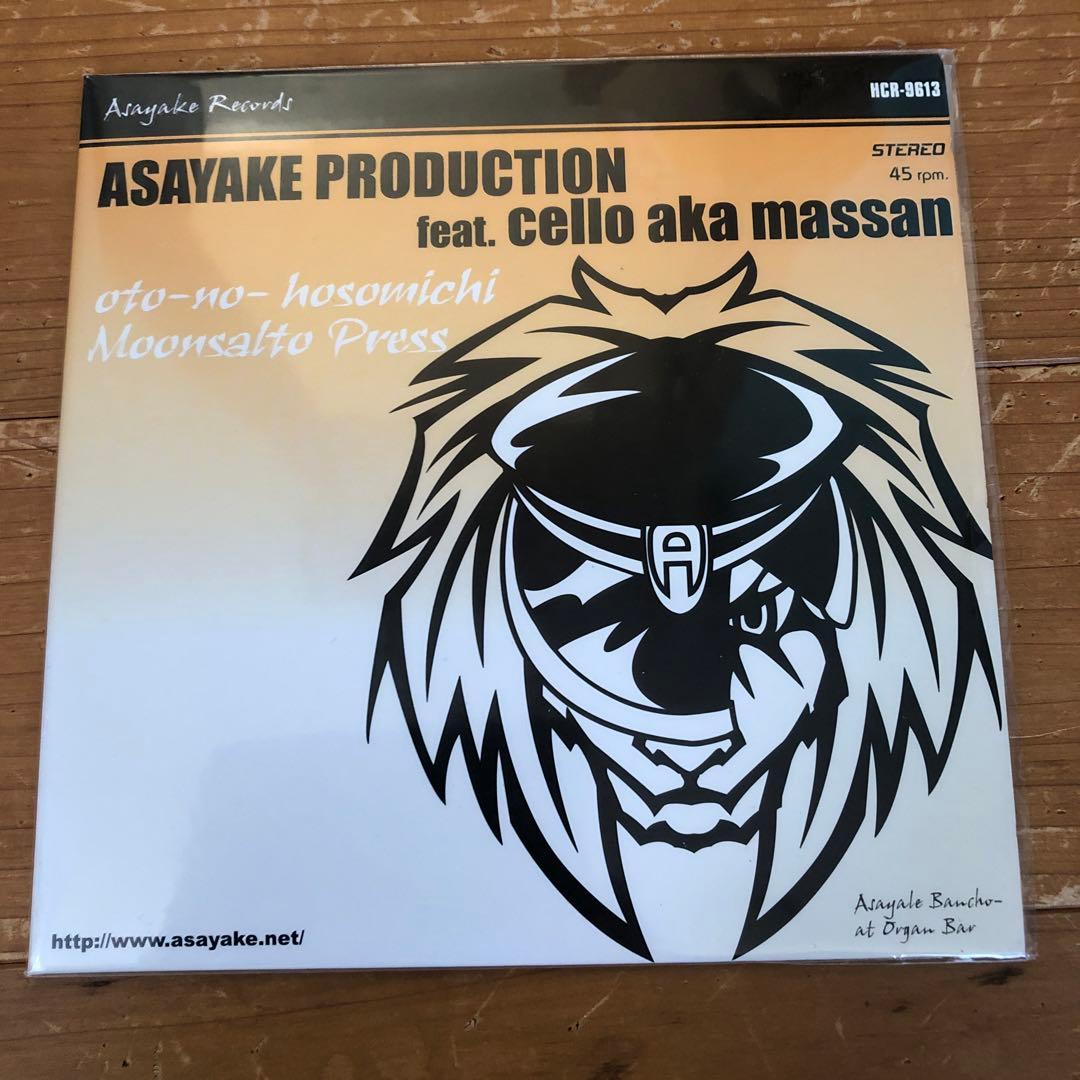 Asayake Records
HCR-9613
STEREO
45 rpm.
ASAYAKE PRODUCTION
feat. cello aka massan
oto-no-hosomichi
Moonsalto Press
A
Asayale Bancho-
at Organ Bar
http://www.asayake.net/